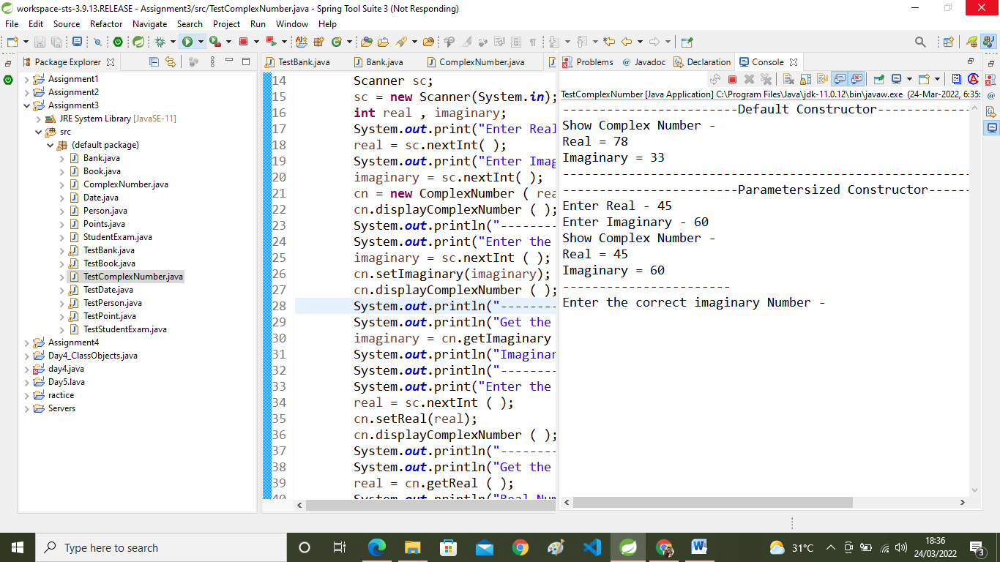 workspace-sts-3.9.13.RELEASE - Assignment3/src/TestComplexNumber.java - Spring Tool Suite 3 (Not Responding)
File Edit Source Refactor Navigate Search Project Run Window Help
Package Explorer
Assignment1
Assignment2
Assignment3
JRE System Library [JavaSE-11]
src
(default package)
Bank.java
Book.java
ComplexNumber.java
Date.java
Person.java
Points.java
StudentExam.java
TestBank.java
TestBook.java
TestComplexNumber.java
TestDate.java
TestPerson.java
TestPoint.java
TestStudentExam.java
Assignment4
Day4_ClassObjects.java
day4.java
Day5.lava
ractice
Servers
TestBank.java Bank.java ComplexNumber.java
14 Scanner sc;
15 sc = new Scanner(System.in);
16 int real , imaginary;
17 System.out.print("Enter Real
18 real = sc.nextInt( );
19 System.out.print("Enter Imag
20 imaginary = sc.nextInt( );
21 cn = new ComplexNumber ( rea
22 cn.displayComplexNumber ( );
23 System.out.println("--------
24 System.out.print("Enter the
25 imaginary = sc.nextInt ( );
26 cn.setImaginary(imaginary);
27 cn.displayComplexNumber ( );
28 System.out.println("--------
29 System.out.println("Get the
30 imaginary = cn.getImaginary
31 System.out.println("Imaginar
32 System.out.println("--------
33 System.out.print("Enter the
34 real = sc.nextInt ( );
35 cn.setReal(real);
36 cn.displayComplexNumber ( );
37 System.out.println("--------
38 System.out.println("Get the
39 real = cn.getReal ( );
40 System.out.println("Real Num
Problems Javadoc Declaration Console
TestComplexNumber [Java Application] C:\Program Files\Java\jdk-11.0.12\bin\javaw.exe (24-Mar-2022, 6:35:
------------------------Default Constructor-------------
Show Complex Number -
Real = 78
Imaginary = 33
--------------------------------------------------------
------------------------Parametersized Constructor------
Enter Real - 45
Enter Imaginary - 60
Show Complex Number -
Real = 45
Imaginary = 60
-----------------------
Enter the correct imaginary Number -
Type here to search
31°C
18:36
24/03/2022
3